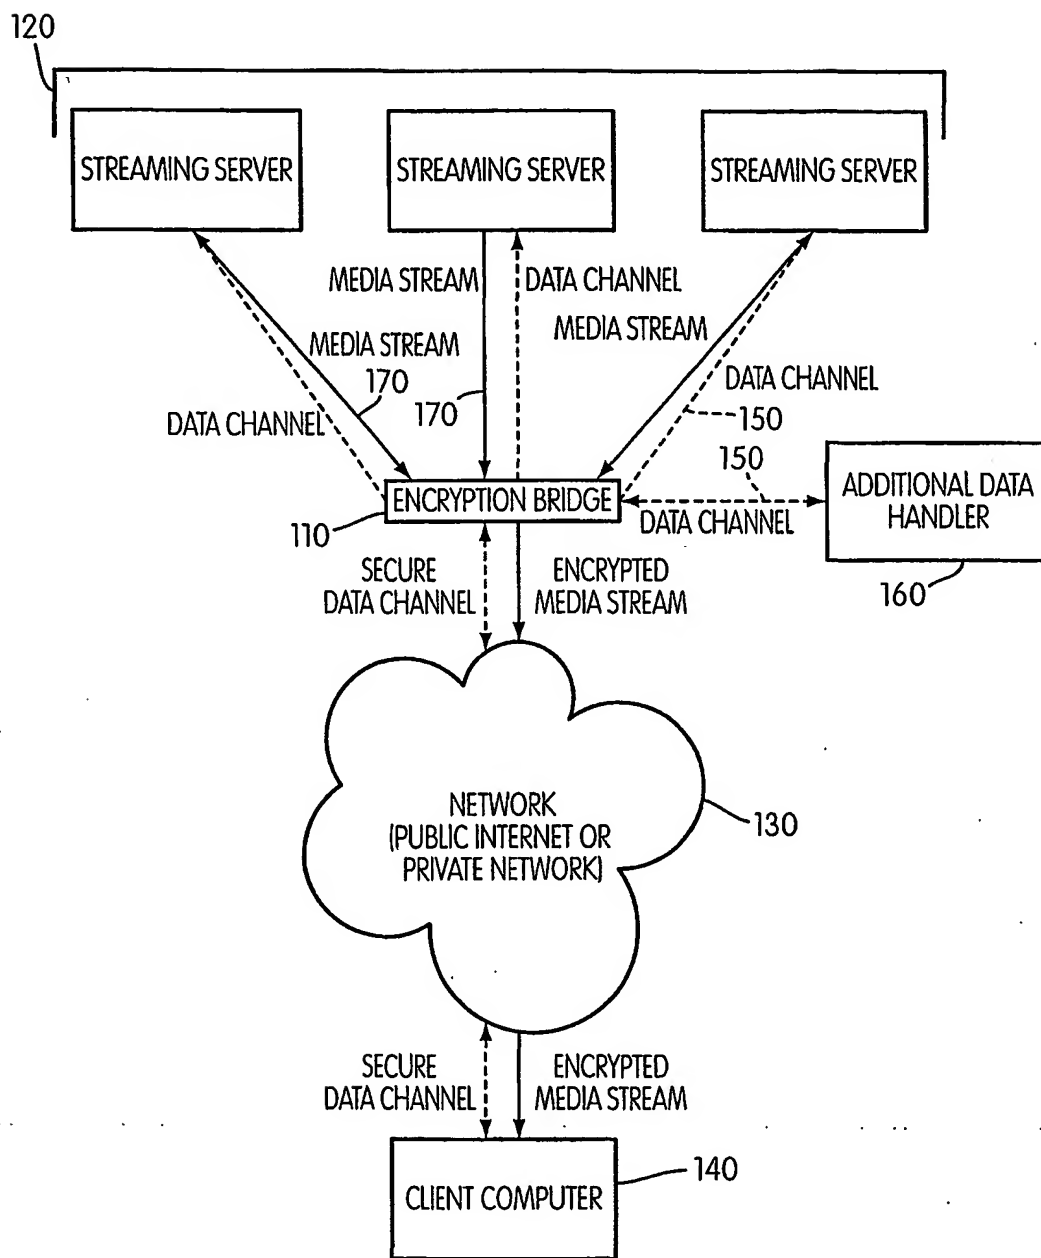 120
STREAMING SERVER
STREAMING SERVER
STREAMING SERVER
MEDIA STREAM
DATA CHANNEL
MEDIA STREAM
MEDIA STREAM
170
170
DATA CHANNEL
DATA CHANNEL
150
150
ENCRYPTION BRIDGE
110
DATA CHANNEL
ADDITIONAL DATA
HANDLER
160
SECURE
DATA CHANNEL
ENCRYPTED
MEDIA STREAM
NETWORK
(PUBLIC INTERNET OR
PRIVATE NETWORK)
130
SECURE
DATA CHANNEL
ENCRYPTED
MEDIA STREAM
CLIENT COMPUTER
140